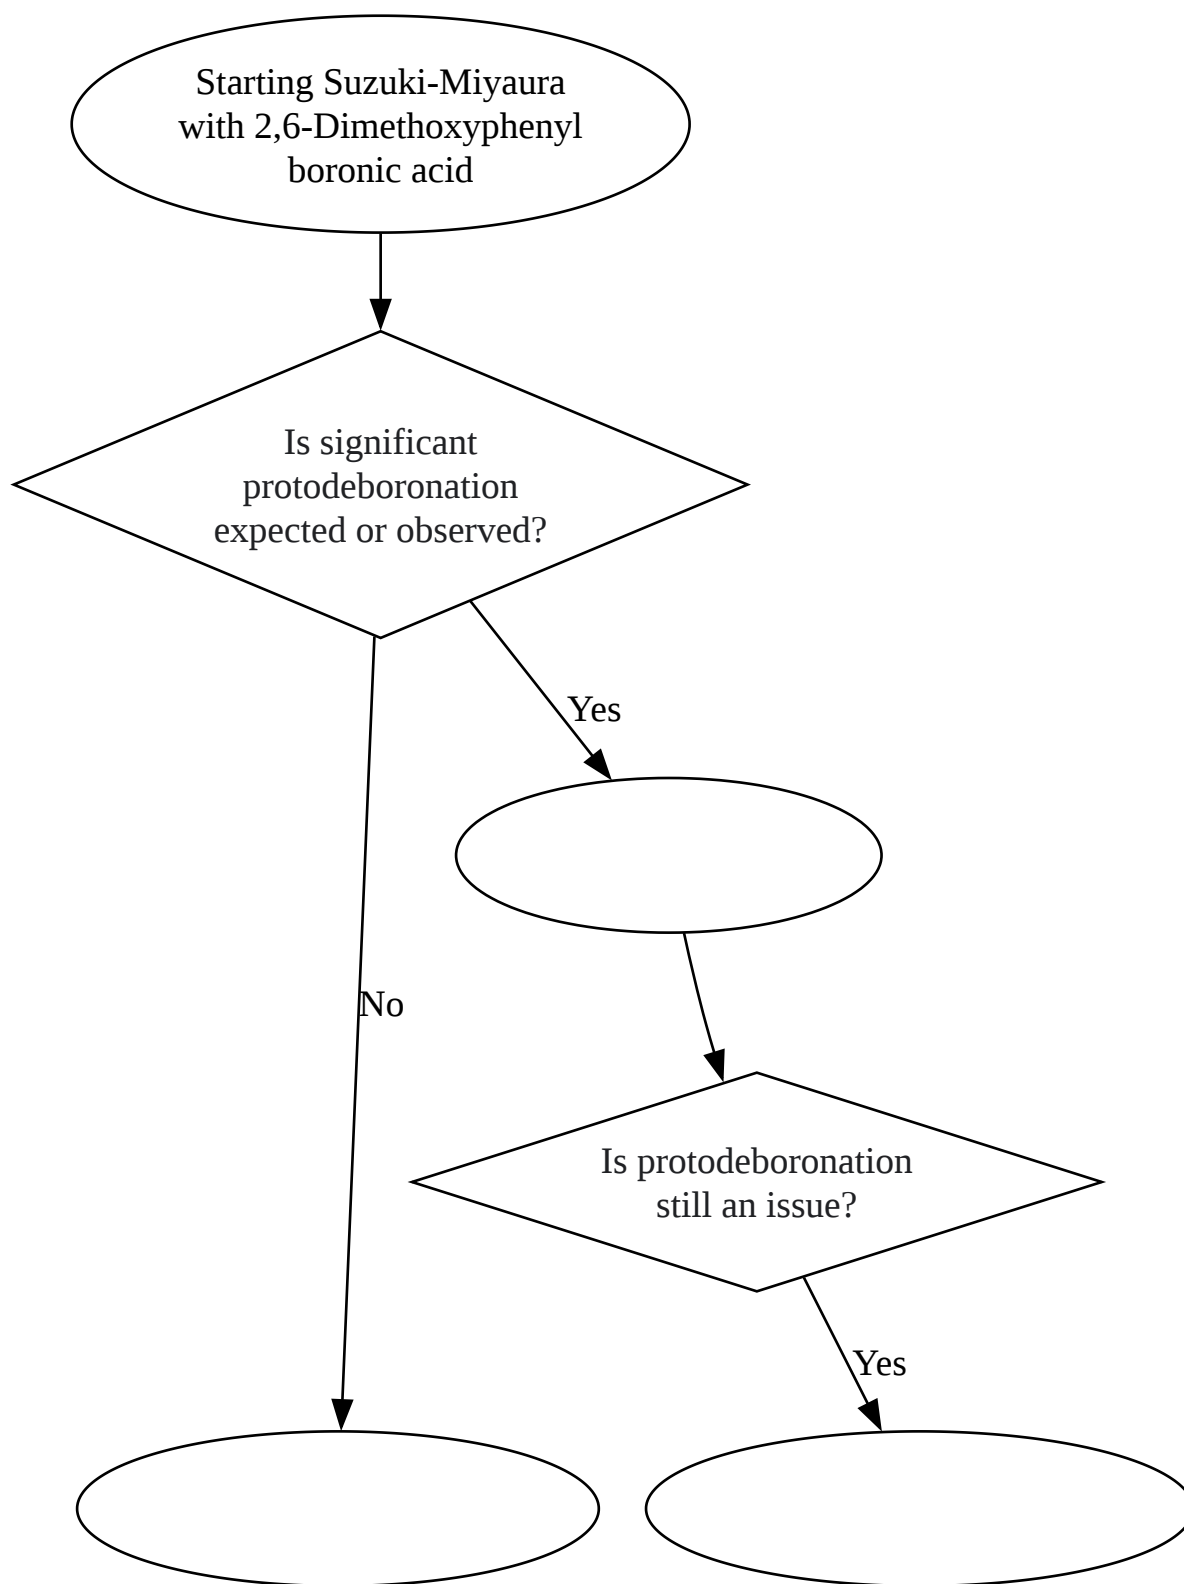 Starting Suzuki-Miyaura
with 2,6-Dimethoxyphenyl
boronic acid
Is significant
protodeboronation
expected or observed?
Yes
No
Is protodeboronation
still an issue?
Yes